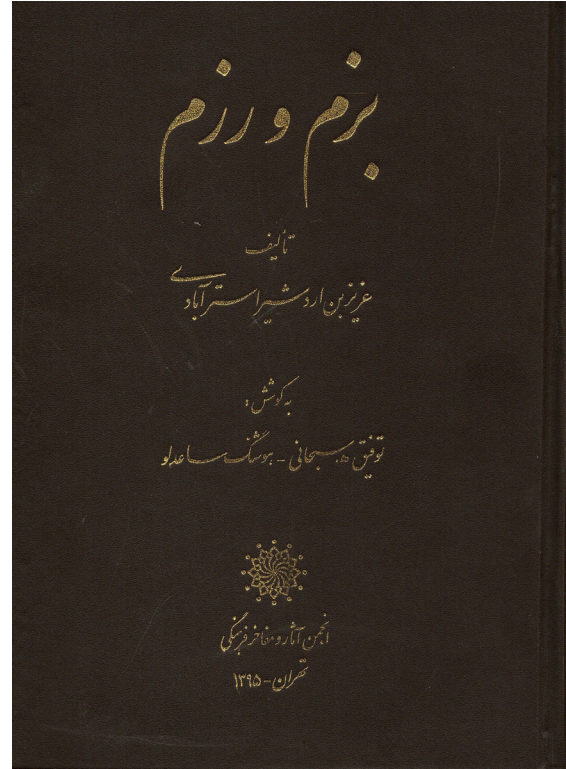 بزم و رزم
تألیف
عزیز بن اردشیر استرآبادی
به کوشش:
توفیق ه. سبحانی - هوشنگ ساعدلو
انجمن آثار و مفاخر فرهنگی
تهران - ۱۳۹۵